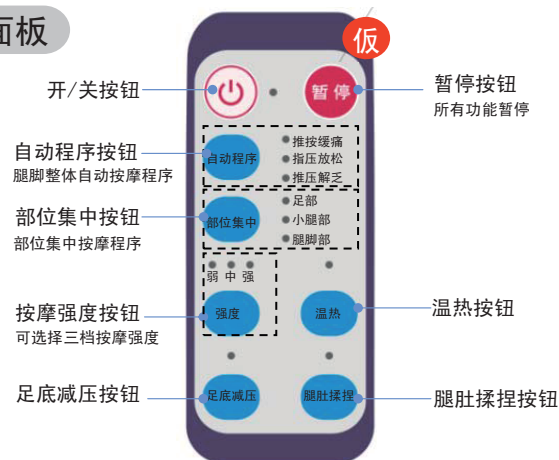 面板
仮
开/关按钮
暂停
暂停按钮
所有功能暂停
自动程序按钮
腿脚整体自动按摩程序
自动程序
推按缓痛
指压放松
推压解乏
部位集中按钮
部位集中按摩程序
部位集中
足部
小腿部
腿脚部
弱 中 强
按摩强度按钮
可选择三档按摩强度
强度
温热
温热按钮
足底减压按钮
足底减压
腿肚揉捏
腿肚揉捏按钮